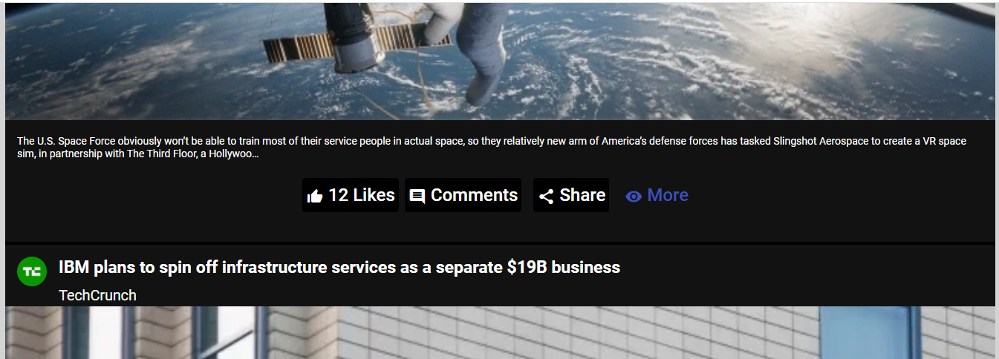 The U.S. Space Force obviously won’t be able to train most of their service people in actual space, so they relatively new arm of America’s defense forces has tasked Slingshot Aerospace to create a VR space
sim, in partnership with The Third Floor, a Hollywoo...
12 Likes Comments Share More
TC IBM plans to spin off infrastructure services as a separate $19B business
TechCrunch